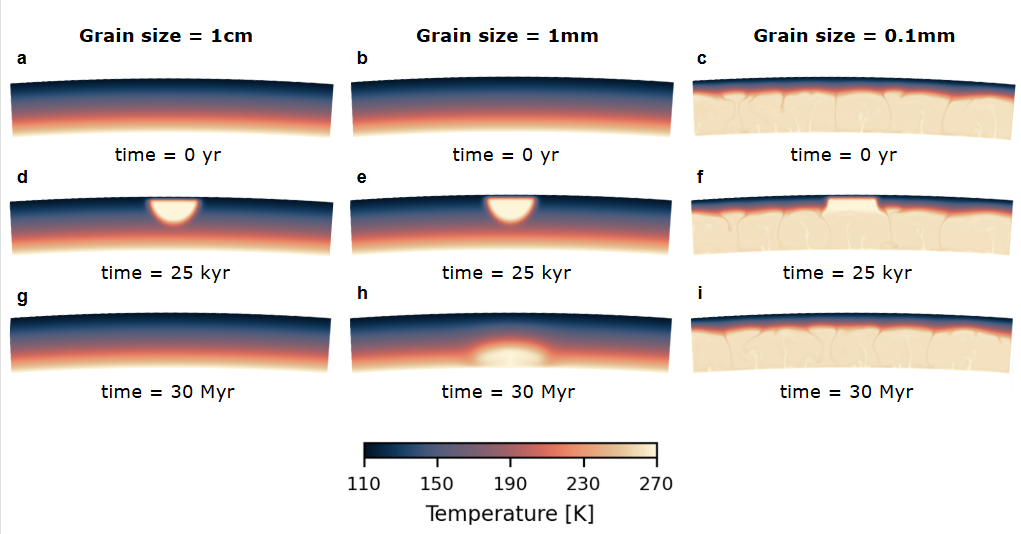 Grain size = 1cm
Grain size = 1mm
Grain size = 0.1mm
a
b
c
time = 0 yr
time = 0 yr
time = 0 yr
d
e
f
time = 25 kyr
time = 25 kyr
time = 25 kyr
g
h
i
time = 30 Myr
time = 30 Myr
time = 30 Myr
110 150 190 230 270
Temperature [K]